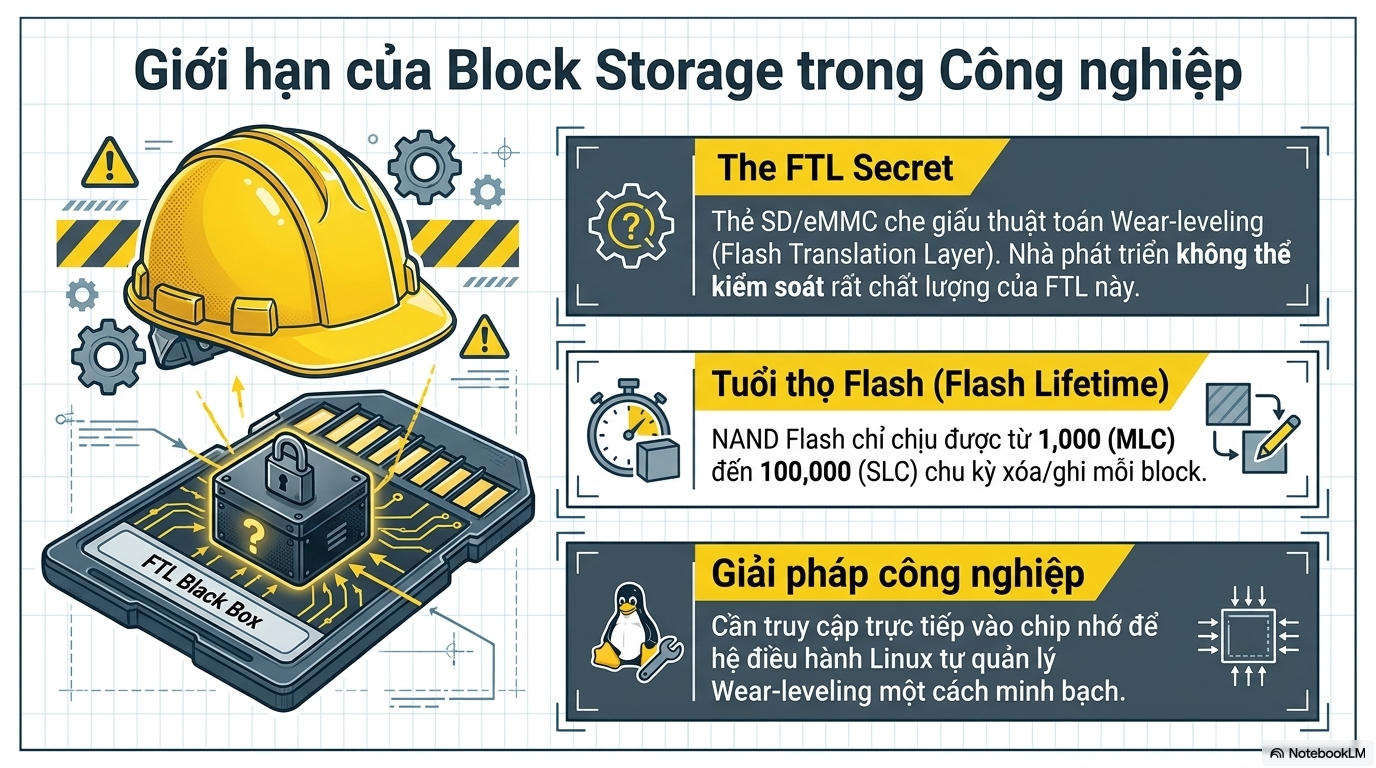 Giới hạn của Block Storage trong Công nghiệp
The FTL Secret
Thẻ SD/eMMC che giấu thuật toán Wear-leveling
(Flash Translation Layer). Nhà phát triển không thể
kiểm soát rất chất lượng của FTL này.
?
Tuổi thọ Flash (Flash Lifetime)
NAND Flash chỉ chịu được từ 1,000 (MLC)
đến 100,000 (SLC) chu kỳ xóa/ghi mỗi block.
?
FTL Black Box
Giải pháp công nghiệp
Cần truy cập trực tiếp vào chip nhớ để
hệ điều hành Linux tự quản lý
Wear-leveling một cách minh bạch.
NotebookLM